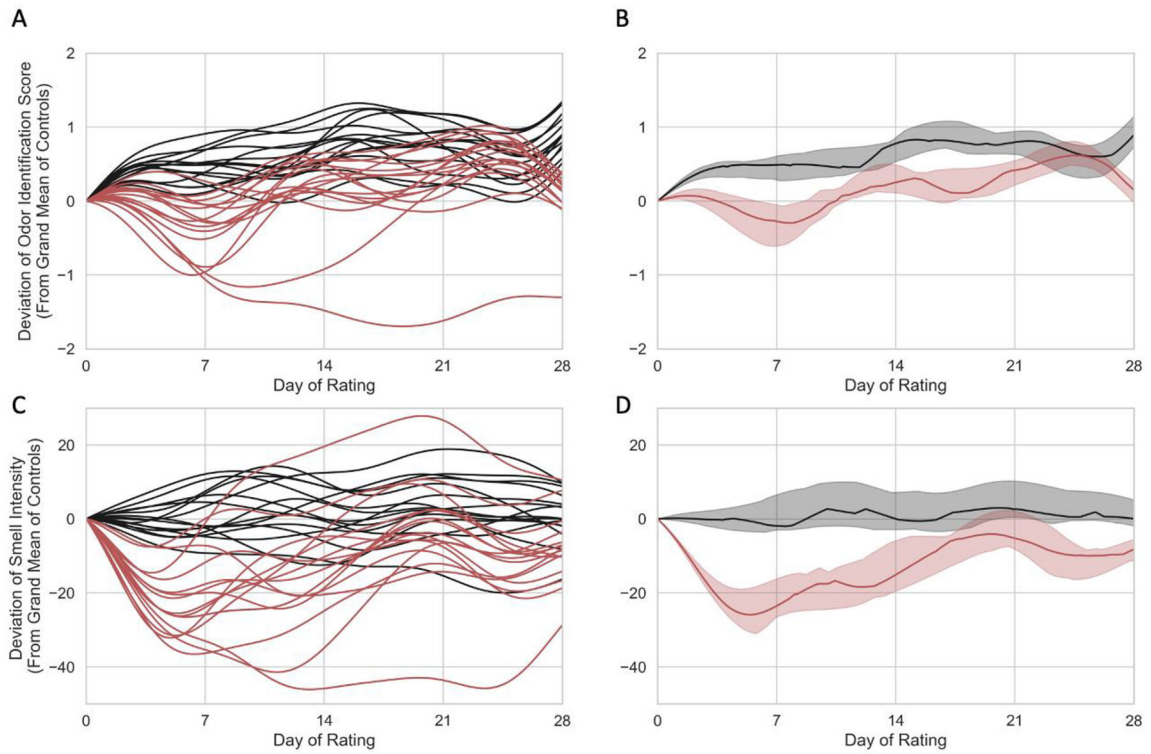 A
B
Deviation of Odor Identification Score
(From Grand Mean of Controls)
2
1
0
−1
−2
0 7 14 21 28
Day of Rating
2
1
0
−1
−2
0 7 14 21 28
Day of Rating
C
D
Deviation of Smell Intensity
(From Grand Mean of Controls)
20
0
−20
−40
0 7 14 21 28
Day of Rating
20
0
−20
−40
0 7 14 21 28
Day of Rating